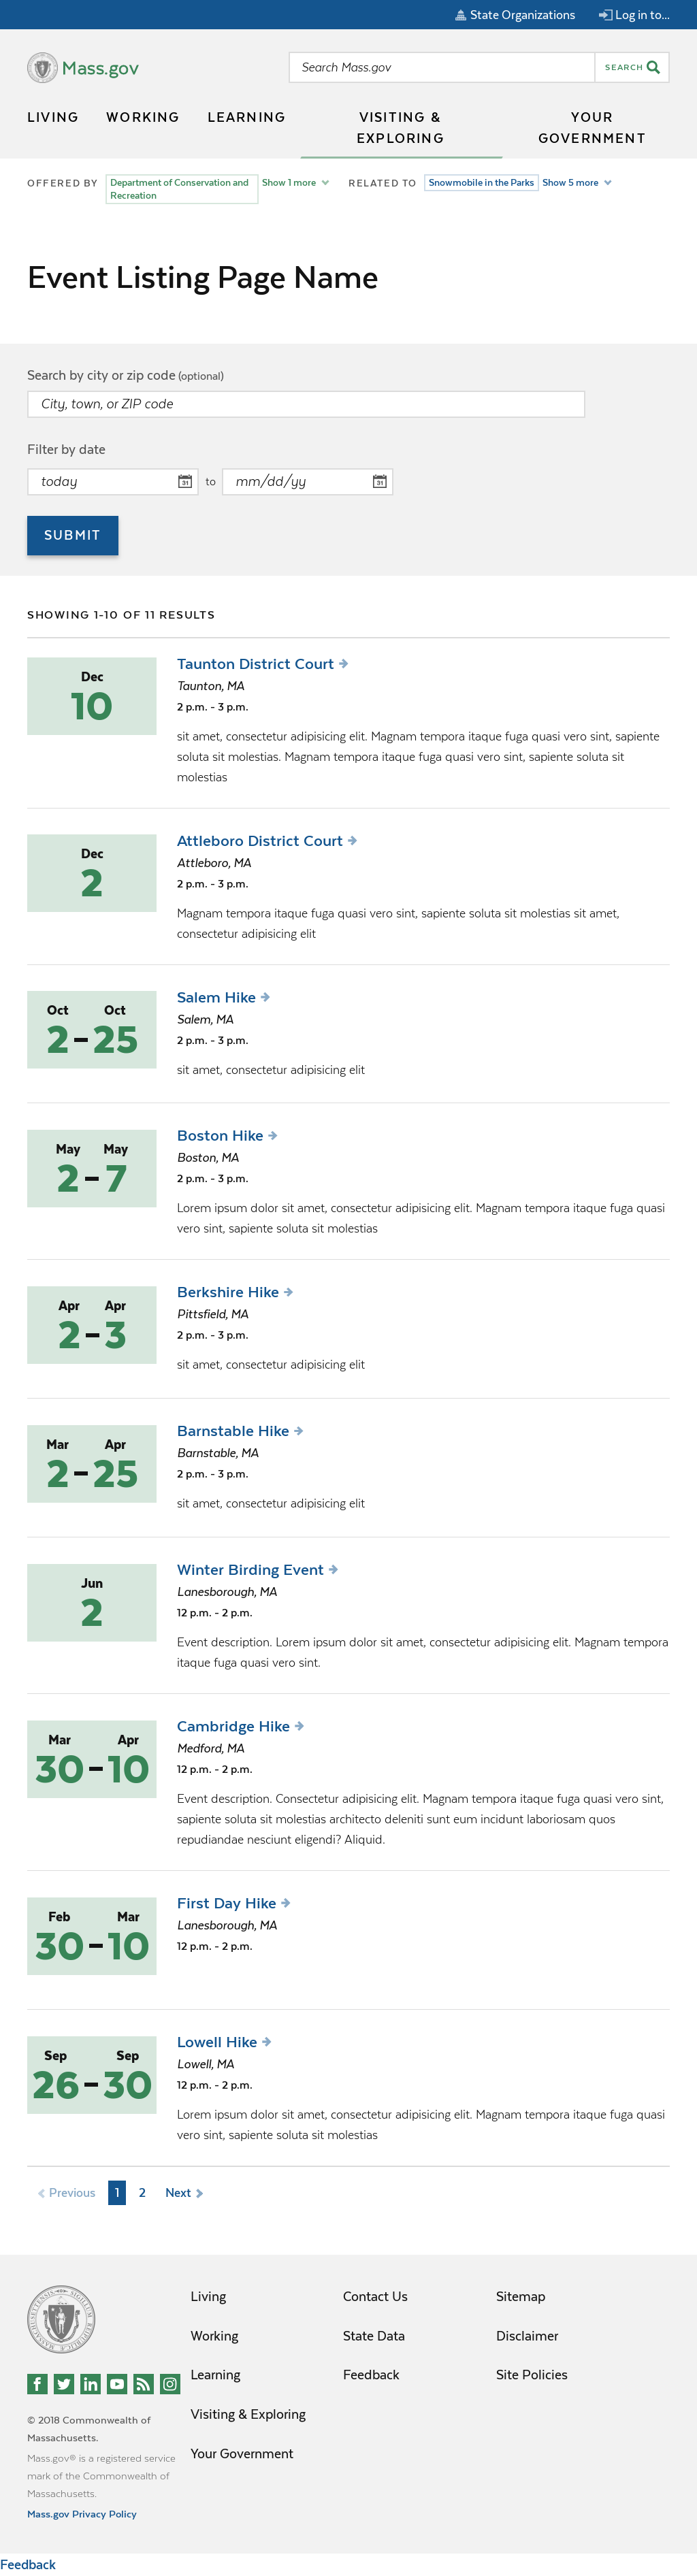 State Organizations Log in to...
Mass.gov Search Mass.gov SEARCH
LIVING WORKING LEARNING VISITING & EXPLORING YOUR GOVERNMENT
OFFERED BY Department of Conservation and Recreation Show 1 more RELATED TO Snowmobile in the Parks Show 5 more
Event Listing Page Name
Search by city or zip code (optional)
City, town, or ZIP code
Filter by date
today to mm/dd/yy
SUBMIT
SHOWING 1-10 OF 11 RESULTS
Dec
10
Taunton District Court
Taunton, MA
2 p.m. - 3 p.m.
sit amet, consectetur adipisicing elit. Magnam tempora itaque fuga quasi vero sint, sapiente
soluta sit molestias. Magnam tempora itaque fuga quasi vero sint, sapiente soluta sit
molestias
Dec
2
Attleboro District Court
Attleboro, MA
2 p.m. - 3 p.m.
Magnam tempora itaque fuga quasi vero sint, sapiente soluta sit molestias sit amet,
consectetur adipisicing elit
Oct Oct
2 - 25
Salem Hike
Salem, MA
2 p.m. - 3 p.m.
sit amet, consectetur adipisicing elit
May May
2 - 7
Boston Hike
Boston, MA
2 p.m. - 3 p.m.
Lorem ipsum dolor sit amet, consectetur adipisicing elit. Magnam tempora itaque fuga quasi
vero sint, sapiente soluta sit molestias
Apr Apr
2 - 3
Berkshire Hike
Pittsfield, MA
2 p.m. - 3 p.m.
sit amet, consectetur adipisicing elit
Mar Apr
2 - 25
Barnstable Hike
Barnstable, MA
2 p.m. - 3 p.m.
sit amet, consectetur adipisicing elit
Jun
2
Winter Birding Event
Lanesborough, MA
12 p.m. - 2 p.m.
Event description. Lorem ipsum dolor sit amet, consectetur adipisicing elit. Magnam tempora
itaque fuga quasi vero sint.
Mar Apr
30 - 10
Cambridge Hike
Medford, MA
12 p.m. - 2 p.m.
Event description. Consectetur adipisicing elit. Magnam tempora itaque fuga quasi vero sint,
sapiente soluta sit molestias architecto deleniti sunt eum incidunt laboriosam quos
repudiandae nesciunt eligendi? Aliquid.
Feb Mar
30 - 10
First Day Hike
Lanesborough, MA
12 p.m. - 2 p.m.
Sep Sep
26 - 30
Lowell Hike
Lowell, MA
12 p.m. - 2 p.m.
Lorem ipsum dolor sit amet, consectetur adipisicing elit. Magnam tempora itaque fuga quasi
vero sint, sapiente soluta sit molestias
Previous 1 2 Next
Living
Working
Learning
Visiting & Exploring
Your Government
Contact Us
State Data
Feedback
Sitemap
Disclaimer
Site Policies
© 2018 Commonwealth of
Massachusetts.
Mass.gov® is a registered service
mark of the Commonwealth of
Massachusetts.
Mass.gov Privacy Policy
Feedback